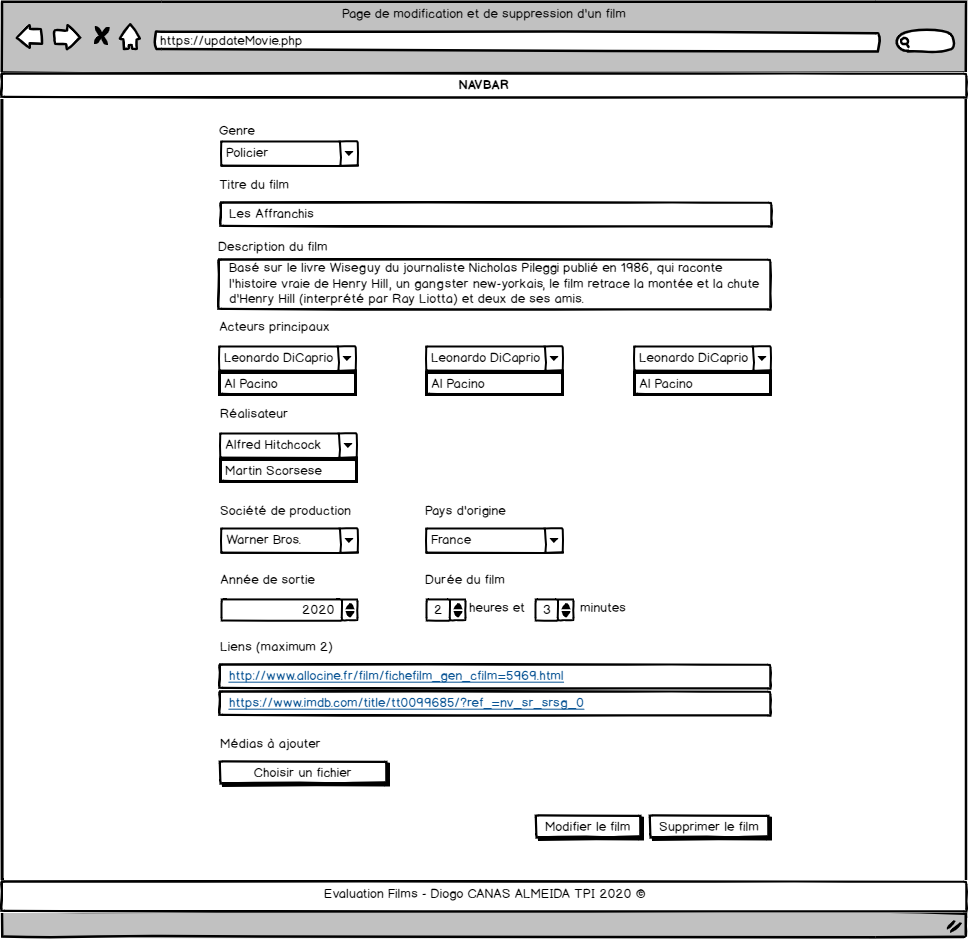 Page de modification et de suppression d'un film
https://updateMovie.php
NAVBAR
Genre
Policier
Titre du film
Les Affranchis
Description du film
Basé sur le livre Wiseguy du journaliste Nicholas Pileggi publié en 1986, qui raconte
l'histoire vraie de Henry Hill, un gangster new-yorkais, le film retrace la montée et la chute
d'Henry Hill (interprété par Ray Liotta) et deux de ses amis.
Acteurs principaux
Leonardo DiCaprio Leonardo DiCaprio Leonardo DiCaprio
Al Pacino Al Pacino Al Pacino
Réalisateur
Alfred Hitchcock
Martin Scorsese
Société de production Pays d'origine
Warner Bros. France
Année de sortie Durée du film
2020 2 heures et 3 minutes
Liens (maximum 2)
http://www.allocine.fr/film/fichefilm_gen_cfilm=5969.html
https://www.imdb.com/title/tt0099685/?ref_=nv_sr_srsg_0
Médias à ajouter
Choisir un fichier
Modifier le film Supprimer le film
Evaluation Films - Diogo CANAS ALMEIDA TPI 2020 ©